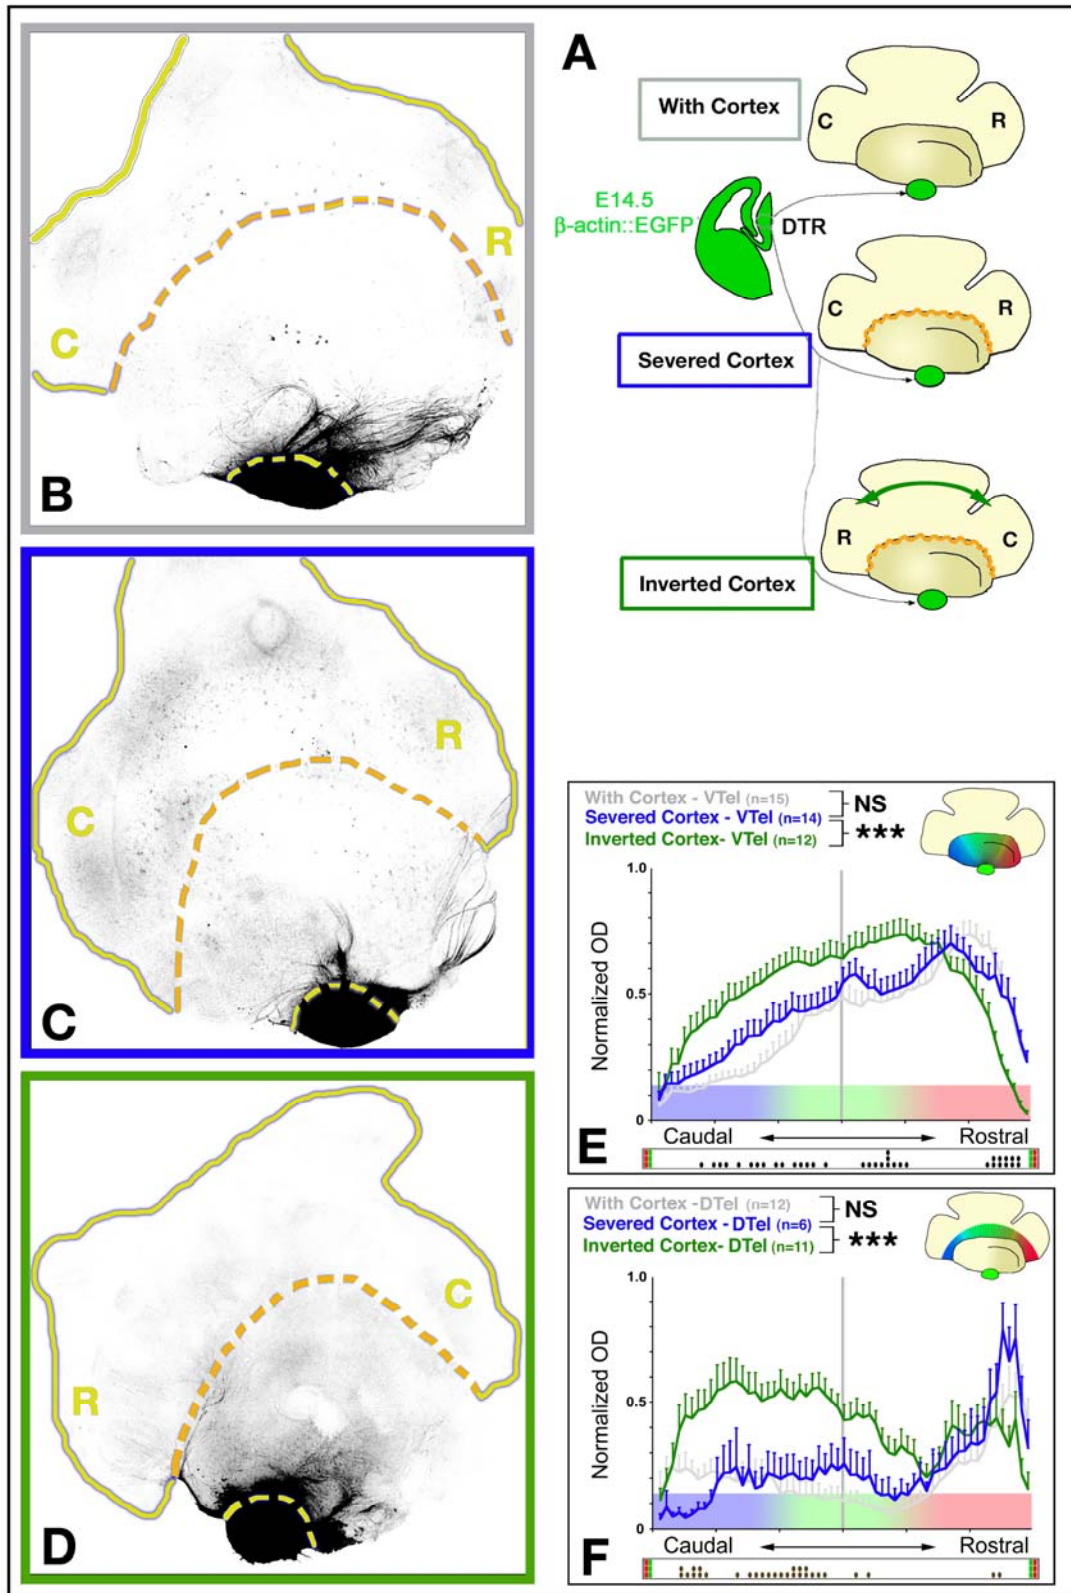 A
With Cortex
C
R
E14.5
β-actin::EGFP
DTR
C
R
Severed Cortex
R
C
Inverted Cortex
R
C
B
R
C
C
C
R
D
With Cortex - VTel (n=15)
Severed Cortex - VTel (n=14)
Inverted Cortex- VTel (n=12)
NS
***
Normalized OD
1.0
0.5
0
Caudal
Rostral
E
With Cortex -DTel (n=12)
Severed Cortex - DTel (n=6)
Inverted Cortex- DTel (n=11)
NS
***
Normalized OD
1.0
0.5
0
Caudal
Rostral
F